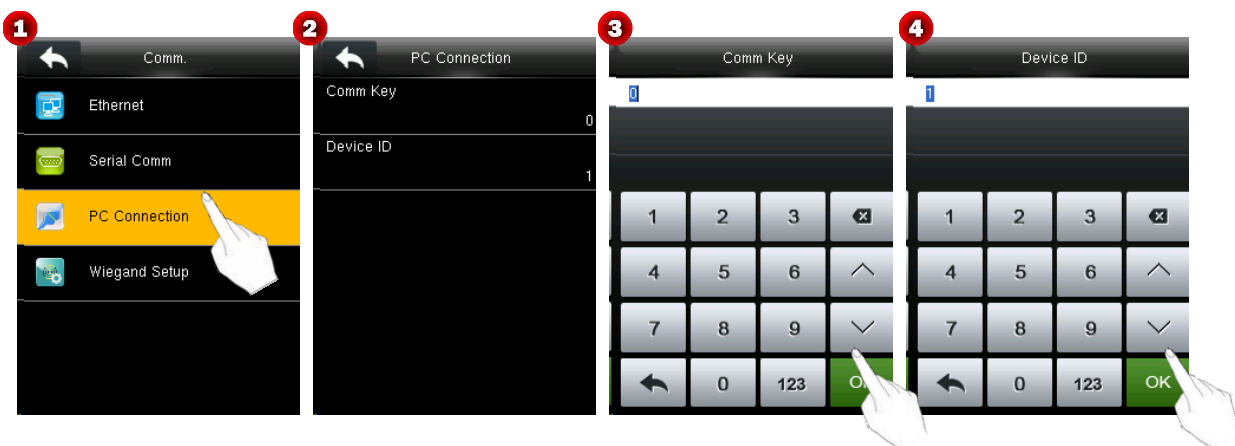 1
Comm.
Ethernet
Serial Comm
PC Connection
Wiegand Setup
2
PC Connection
Comm Key
0
Device ID
1
3
Comm Key
0
1 2 3
4 5 6
7 8 9
0 123
4
Device ID
1
1 2 3
4 5 6
7 8 9
0 123 OK